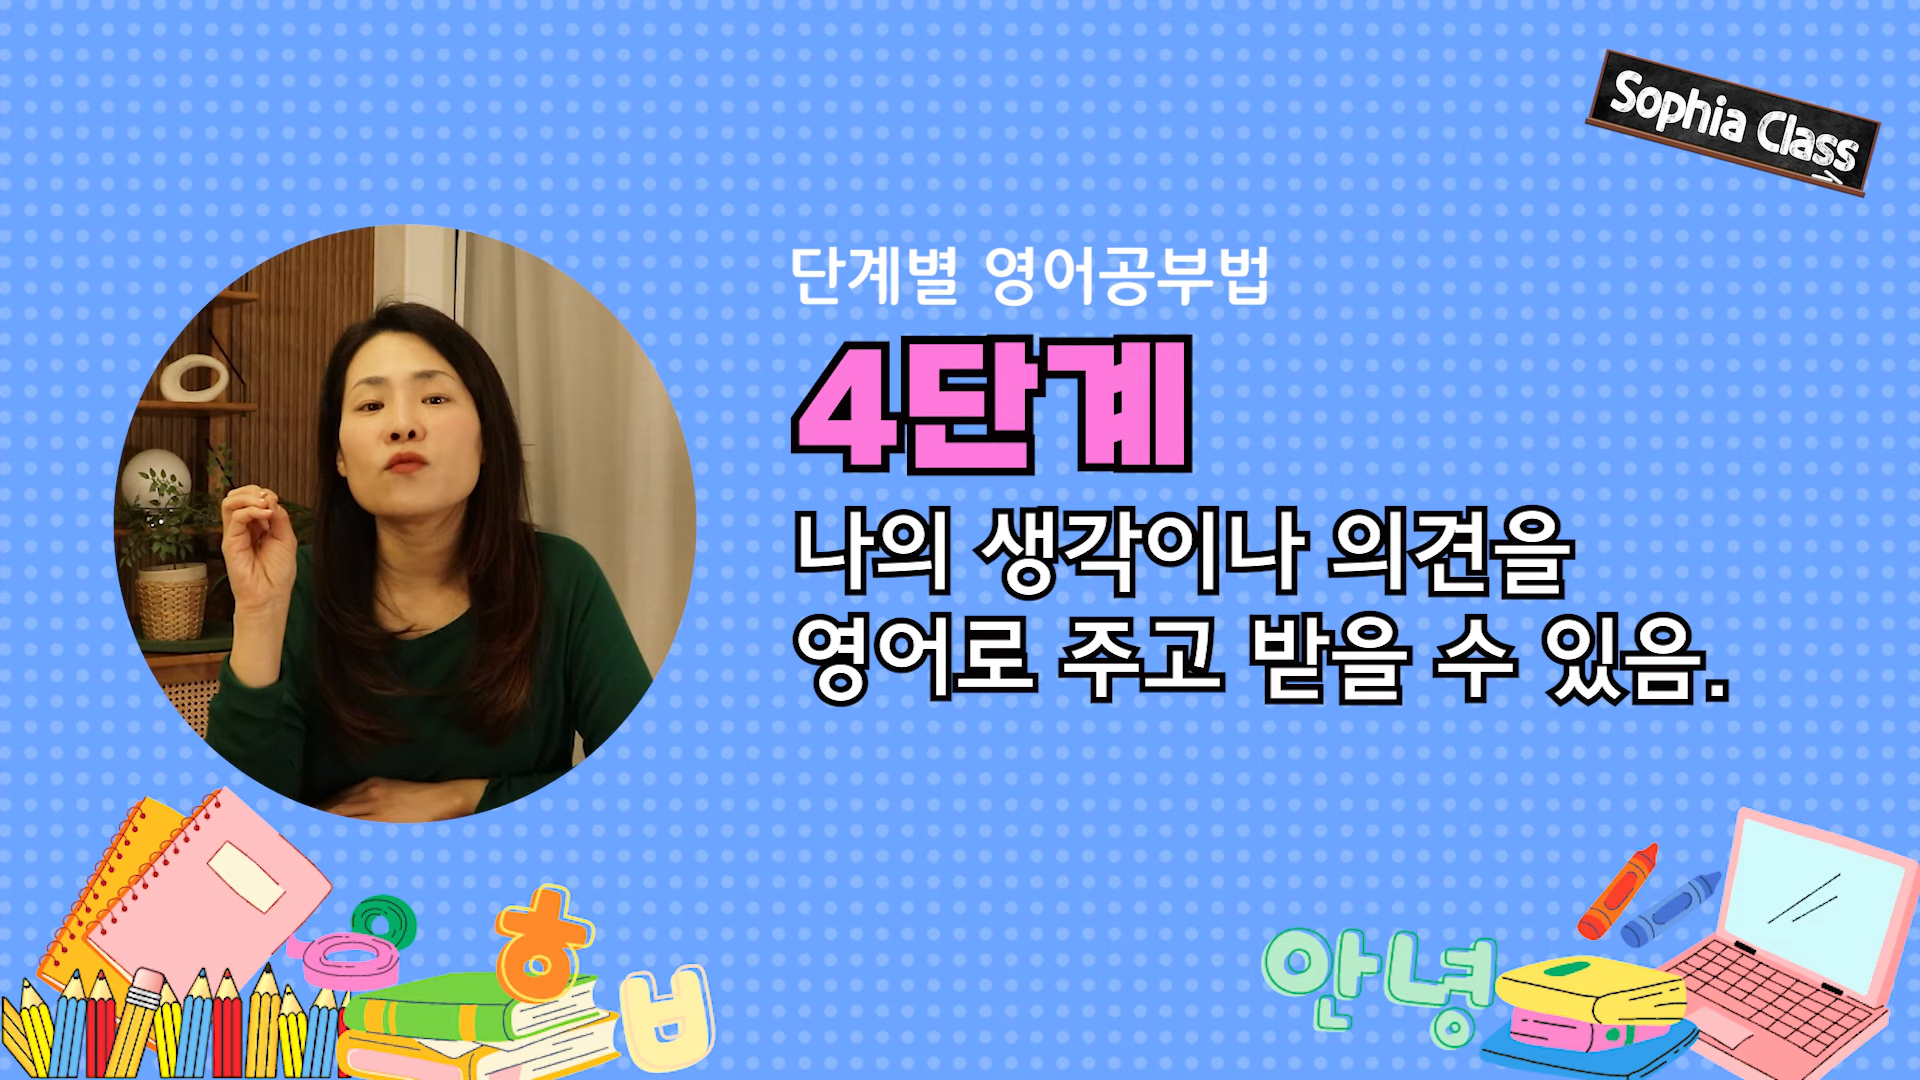 Sophia Class
단계별 영어공부법
4단계
나의 생각이나 의견을
영어로 주고 받을 수 있음.
ㅎ
ㅂ
안녕